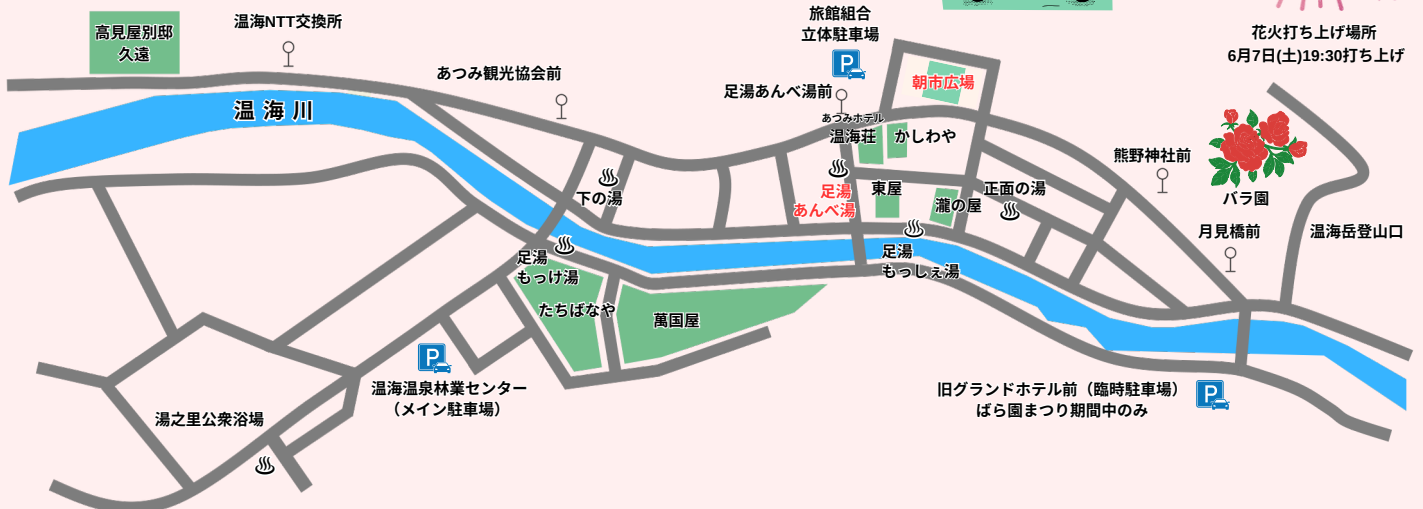 高見屋別邸
久遠
温海NTT交換所
温海川
あつみ観光協会前
旅館組合
立体駐車場
P
足湯あんべ湯前
朝市広場
あつみホテル
温海荘
かしわや
花火打ち上げ場所
6月7日(土)19:30打ち上げ
熊野神社前
バラ園
月見橋前
温海岳登山口
下の湯
足湯
あんべ湯
東屋
瀧の屋
正面の湯
足湯
もっけ湯
足湯
もっしぇ湯
たちばなや
萬国屋
P
温海温泉林業センター
（メイン駐車場）
湯之里公衆浴場
旧グランドホテル前（臨時駐車場）
ばら園まつり期間中のみ
P